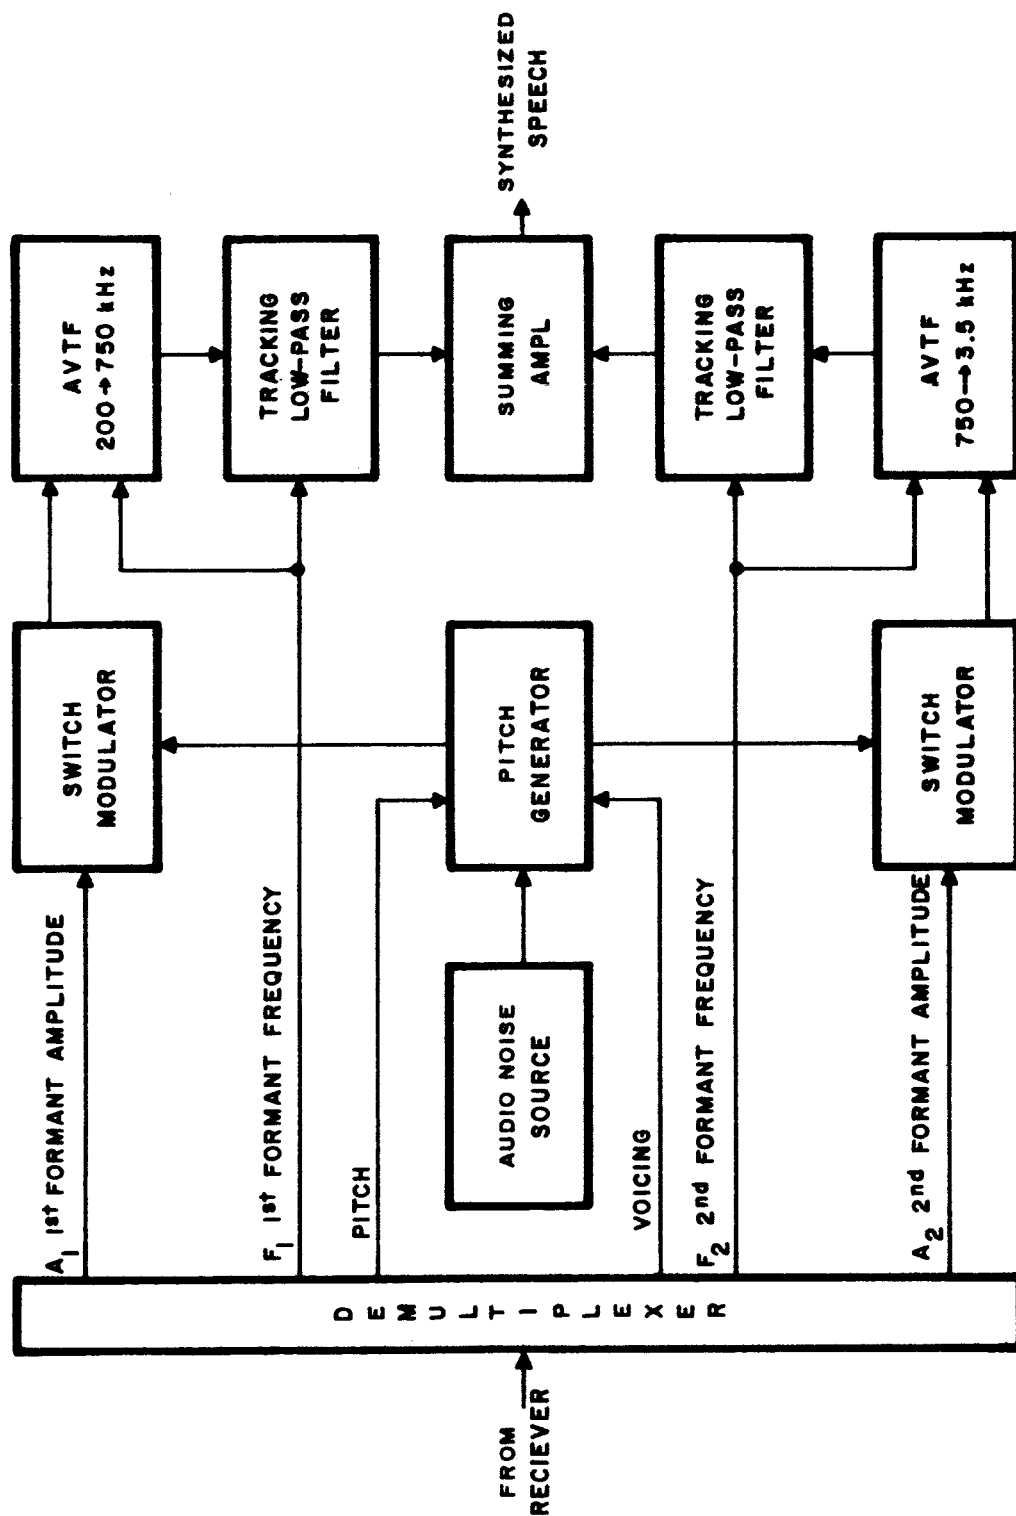 FROM
RECIEVER
DEMULTIPLEXER
A1 1st FORMANT AMPLITUDE
F1 1st FORMANT FREQUENCY
PITCH
VOICING
F2 2nd FORMANT FREQUENCY
A2 2nd FORMANT AMPLITUDE
AUDIO NOISE
SOURCE
SWITCH
MODULATOR
PITCH
GENERATOR
SWITCH
MODULATOR
AVTF
200→750 kHz
TRACKING
LOW-PASS
FILTER
SUMMING
AMPL
TRACKING
LOW-PASS
FILTER
AVTF
750→3.5 kHz
SYNTHESIZED
SPEECH